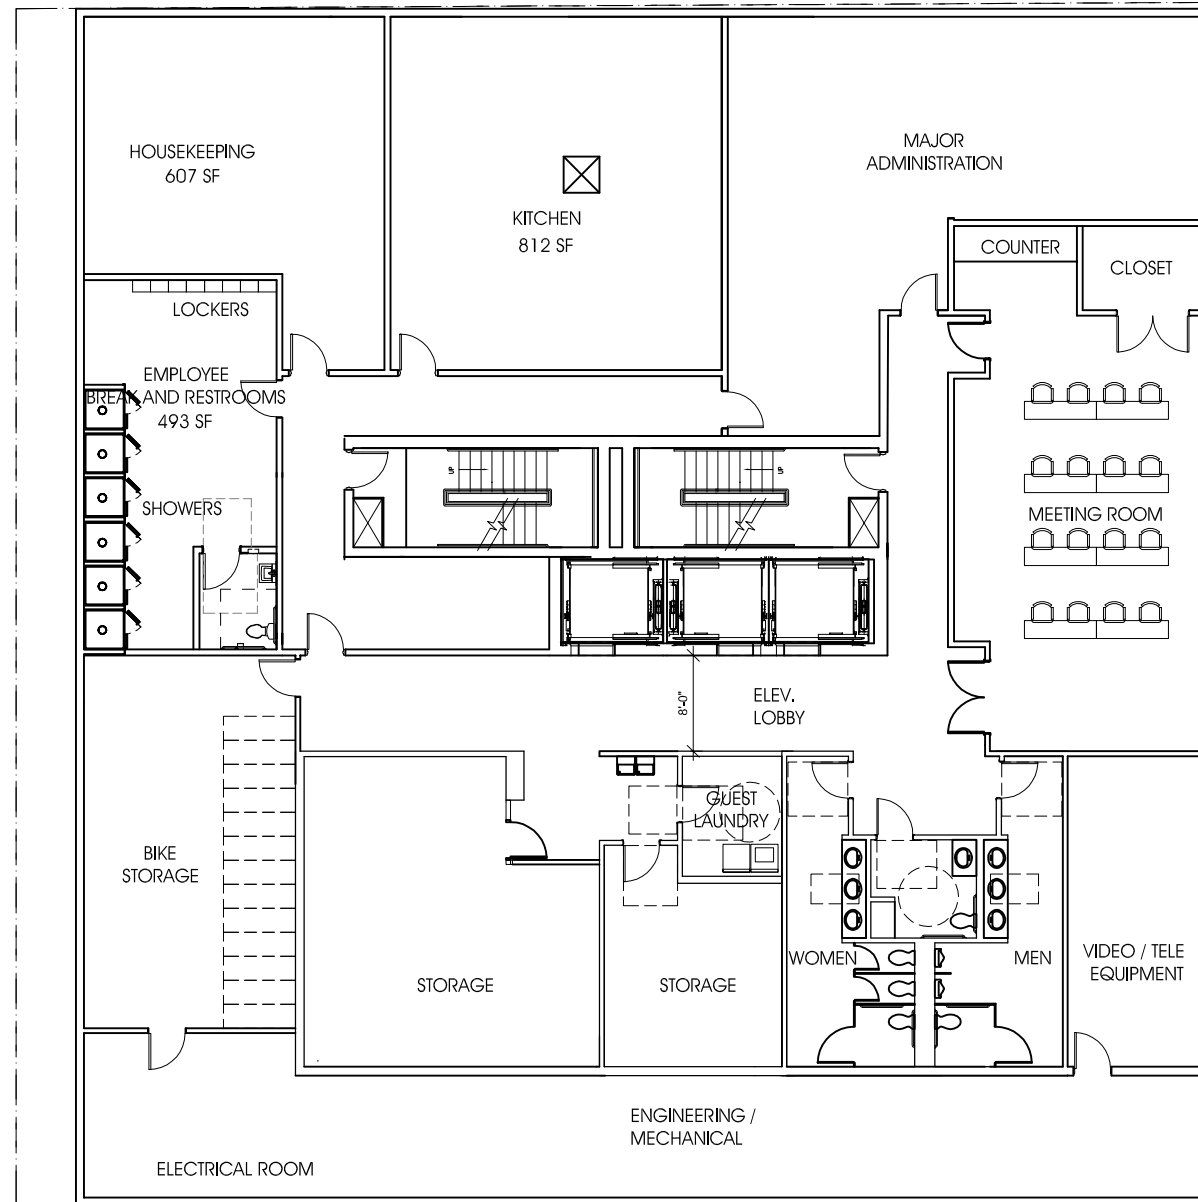 HOUSEKEEPING
607 SF
KITCHEN
812 SF
MAJOR
ADMINISTRATION
COUNTER
CLOSET
LOCKERS
EMPLOYEE
BREAK AND RESTROOMS
493 SF
SHOWERS
UP
UP
MEETING ROOM
8'-0"
ELEV.
LOBBY
GUEST
LAUNDRY
BIKE
STORAGE
STORAGE
STORAGE
WOMEN
MEN
VIDEO / TELE
EQUIPMENT
ENGINEERING /
MECHANICAL
ELECTRICAL ROOM